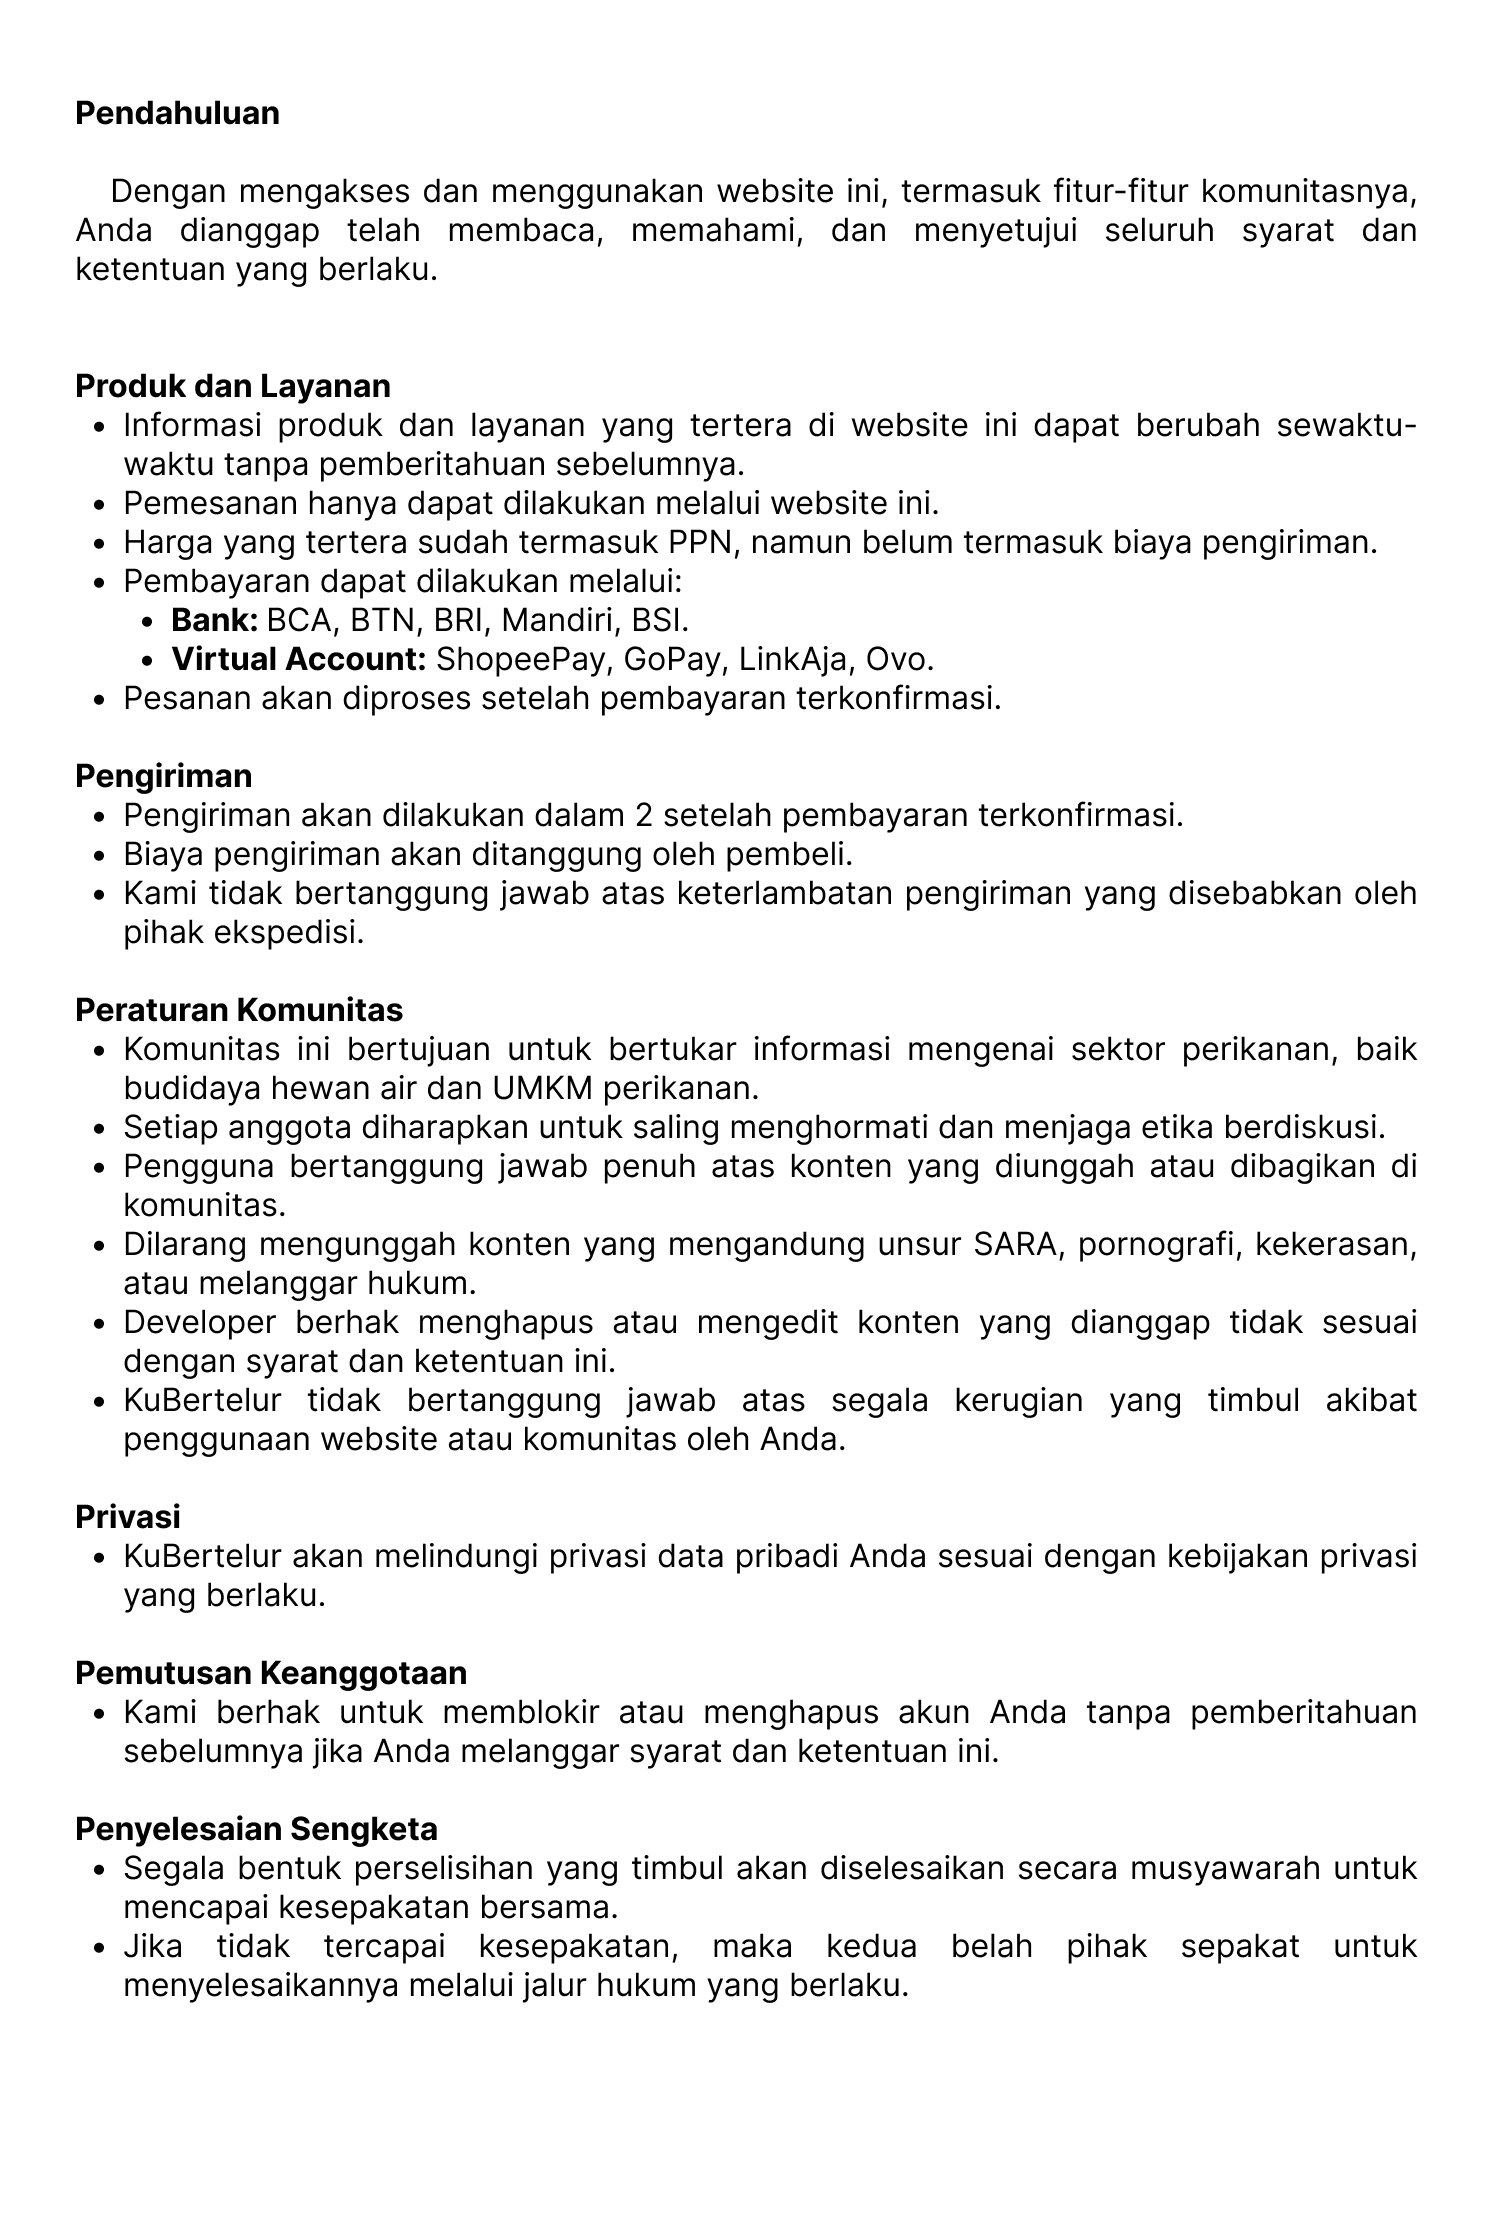 Pendahuluan
Dengan mengakses dan menggunakan website ini, termasuk fitur-fitur komunitasnya,
Anda dianggap telah membaca, memahami, dan menyetujui seluruh syarat dan
ketentuan yang berlaku.
Produk dan Layanan
• Informasi produk dan layanan yang tertera di website ini dapat berubah sewaktu-
waktu tanpa pemberitahuan sebelumnya.
• Pemesanan hanya dapat dilakukan melalui website ini.
• Harga yang tertera sudah termasuk PPN, namun belum termasuk biaya pengiriman.
• Pembayaran dapat dilakukan melalui:
• Bank: BCA, BTN, BRI, Mandiri, BSI.
• Virtual Account: ShopeePay, GoPay, LinkAja, Ovo.
• Pesanan akan diproses setelah pembayaran terkonfirmasi.
Pengiriman
• Pengiriman akan dilakukan dalam 2 setelah pembayaran terkonfirmasi.
• Biaya pengiriman akan ditanggung oleh pembeli.
• Kami tidak bertanggung jawab atas keterlambatan pengiriman yang disebabkan oleh
pihak ekspedisi.
Peraturan Komunitas
• Komunitas ini bertujuan untuk bertukar informasi mengenai sektor perikanan, baik
budidaya hewan air dan UMKM perikanan.
• Setiap anggota diharapkan untuk saling menghormati dan menjaga etika berdiskusi.
• Pengguna bertanggung jawab penuh atas konten yang diunggah atau dibagikan di
komunitas.
• Dilarang mengunggah konten yang mengandung unsur SARA, pornografi, kekerasan,
atau melanggar hukum.
• Developer berhak menghapus atau mengedit konten yang dianggap tidak sesuai
dengan syarat dan ketentuan ini.
• KuBertelur tidak bertanggung jawab atas segala kerugian yang timbul akibat
penggunaan website atau komunitas oleh Anda.
Privasi
• KuBertelur akan melindungi privasi data pribadi Anda sesuai dengan kebijakan privasi
yang berlaku.
Pemutusan Keanggotaan
• Kami berhak untuk memblokir atau menghapus akun Anda tanpa pemberitahuan
sebelumnya jika Anda melanggar syarat dan ketentuan ini.
Penyelesaian Sengketa
• Segala bentuk perselisihan yang timbul akan diselesaikan secara musyawarah untuk
mencapai kesepakatan bersama.
• Jika tidak tercapai kesepakatan, maka kedua belah pihak sepakat untuk
menyelesaikannya melalui jalur hukum yang berlaku.